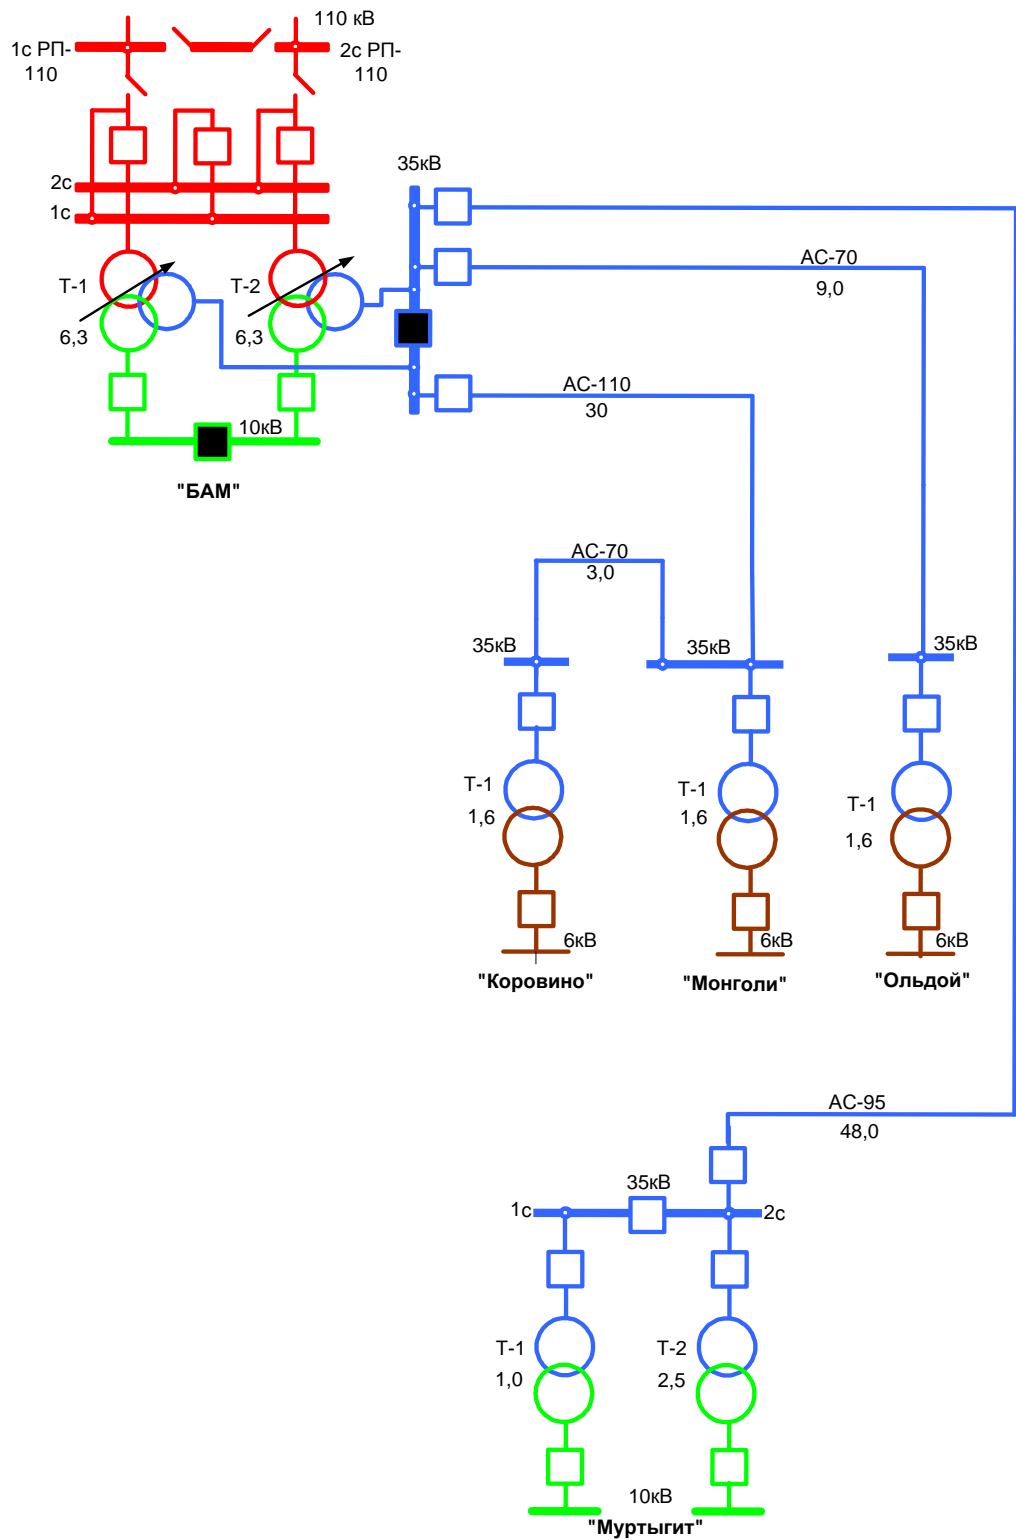 110 кВ
1с РП-
110
2с РП-
110
2с
1с
35кВ
Т-1
6,3
Т-2
6,3
10кВ
"БАМ"
АС-70
9,0
АС-110
30
АС-70
3,0
35кВ
35кВ
35кВ
Т-1
1,6
Т-1
1,6
Т-1
1,6
6кВ
6кВ
6кВ
"Коровино"
"Монголи"
"Ольдой"
АС-95
48,0
35кВ
1с
2с
Т-1
1,0
Т-2
2,5
10кВ
"Муртыгит"